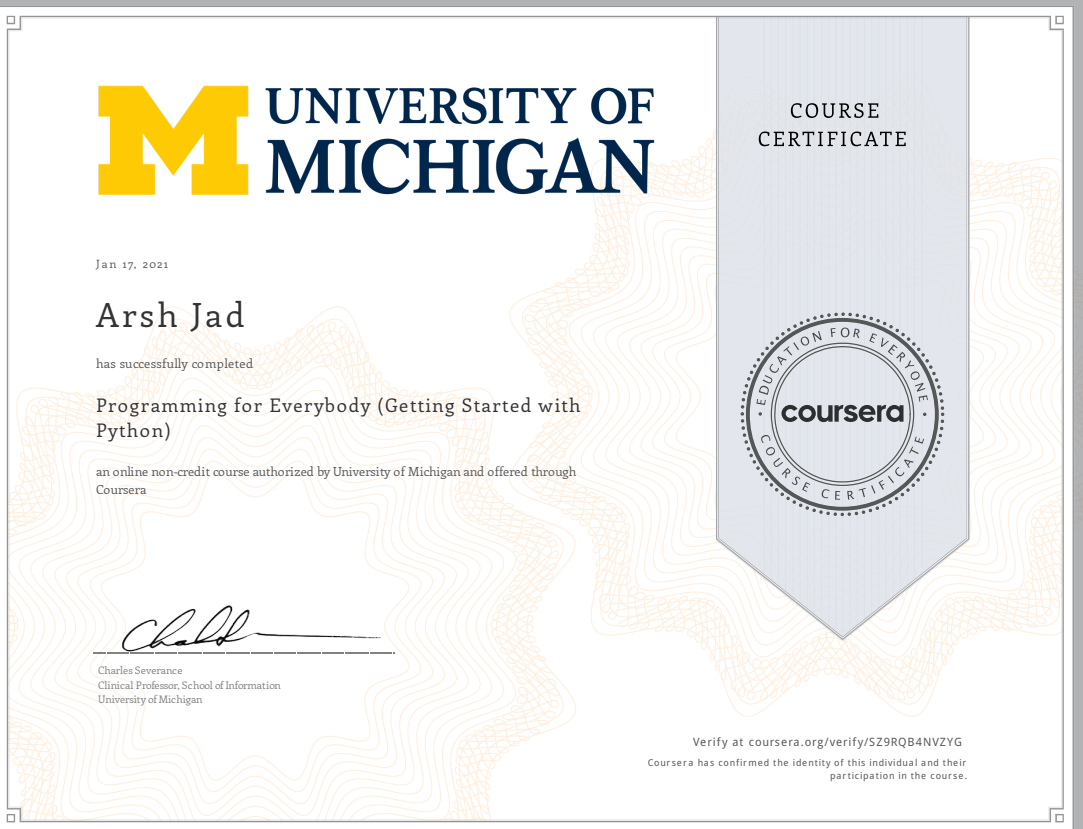 M UNIVERSITY OF
MICHIGAN
COURSE
CERTIFICATE
Jan 17, 2021
Arsh Jad
has successfully completed
Programming for Everybody (Getting Started with
Python)
an online non-credit course authorized by University of Michigan and offered through
Coursera
EDUCATION FOR EVERYONE
coursera
COURSE CERTIFICATE
Charles Severance
Clinical Professor, School of Information
University of Michigan
Verify at coursera.org/verify/SZ9RQB4NVZYG
Coursera has confirmed the identity of this individual and their
participation in the course.